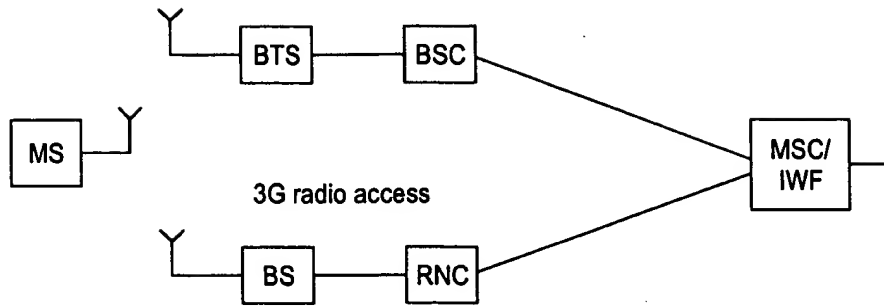 BTS
BSC
MS
MSC/
IWF
3G radio access
BS
RNC